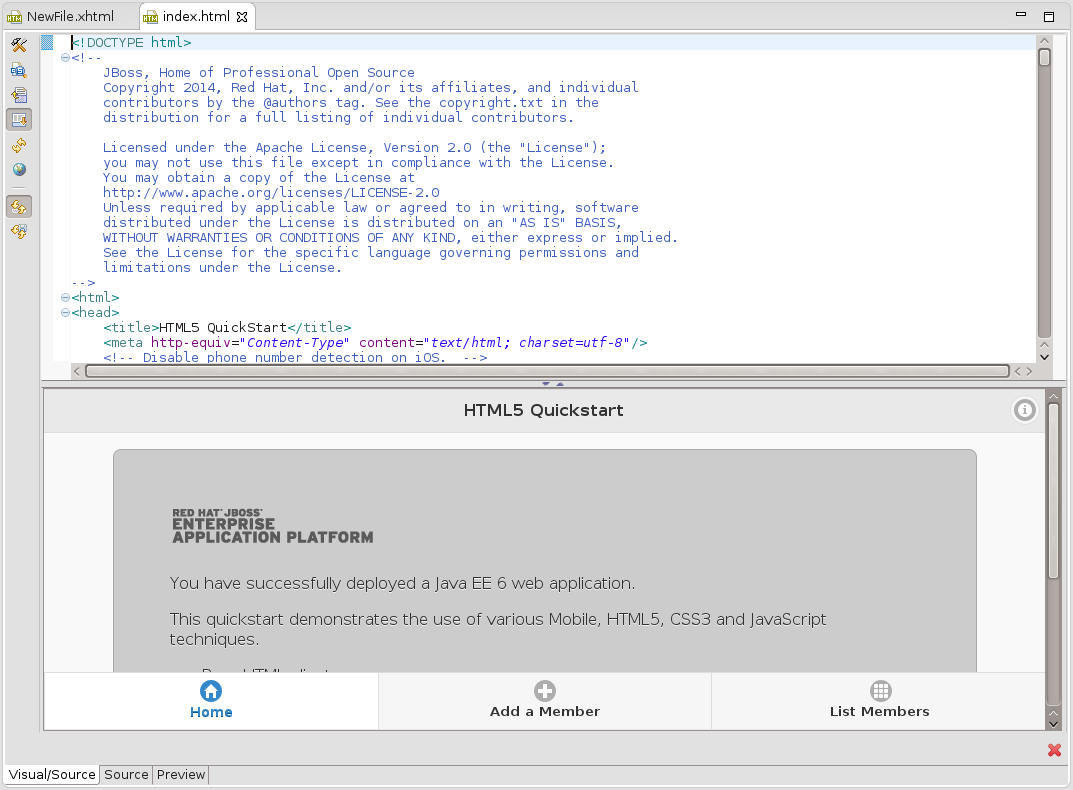 NewFile.xhtml
index.html
<!DOCTYPE html>
<!--
JBoss, Home of Professional Open Source
Copyright 2014, Red Hat, Inc. and/or its affiliates, and individual
contributors by the @authors tag. See the copyright.txt in the
distribution for a full listing of individual contributors.
Licensed under the Apache License, Version 2.0 (the "License");
you may not use this file except in compliance with the License.
You may obtain a copy of the License at
http://www.apache.org/licenses/LICENSE-2.0
Unless required by applicable law or agreed to in writing, software
distributed under the License is distributed on an "AS IS" BASIS,
WITHOUT WARRANTIES OR CONDITIONS OF ANY KIND, either express or implied.
See the License for the specific language governing permissions and
limitations under the License.
-->
<html>
<head>
<title>HTML5 QuickStart</title>
<meta http-equiv="Content-Type" content="text/html; charset=utf-8"/>
<!-- Disable phone number detection on iOS. -->
HTML5 Quickstart
RED HAT JBOSS
ENTERPRISE
APPLICATION PLATFORM
You have successfully deployed a Java EE 6 web application.
This quickstart demonstrates the use of various Mobile, HTML5, CSS3 and JavaScript
techniques.
Home
Add a Member
List Members
Visual/Source
Source
Preview